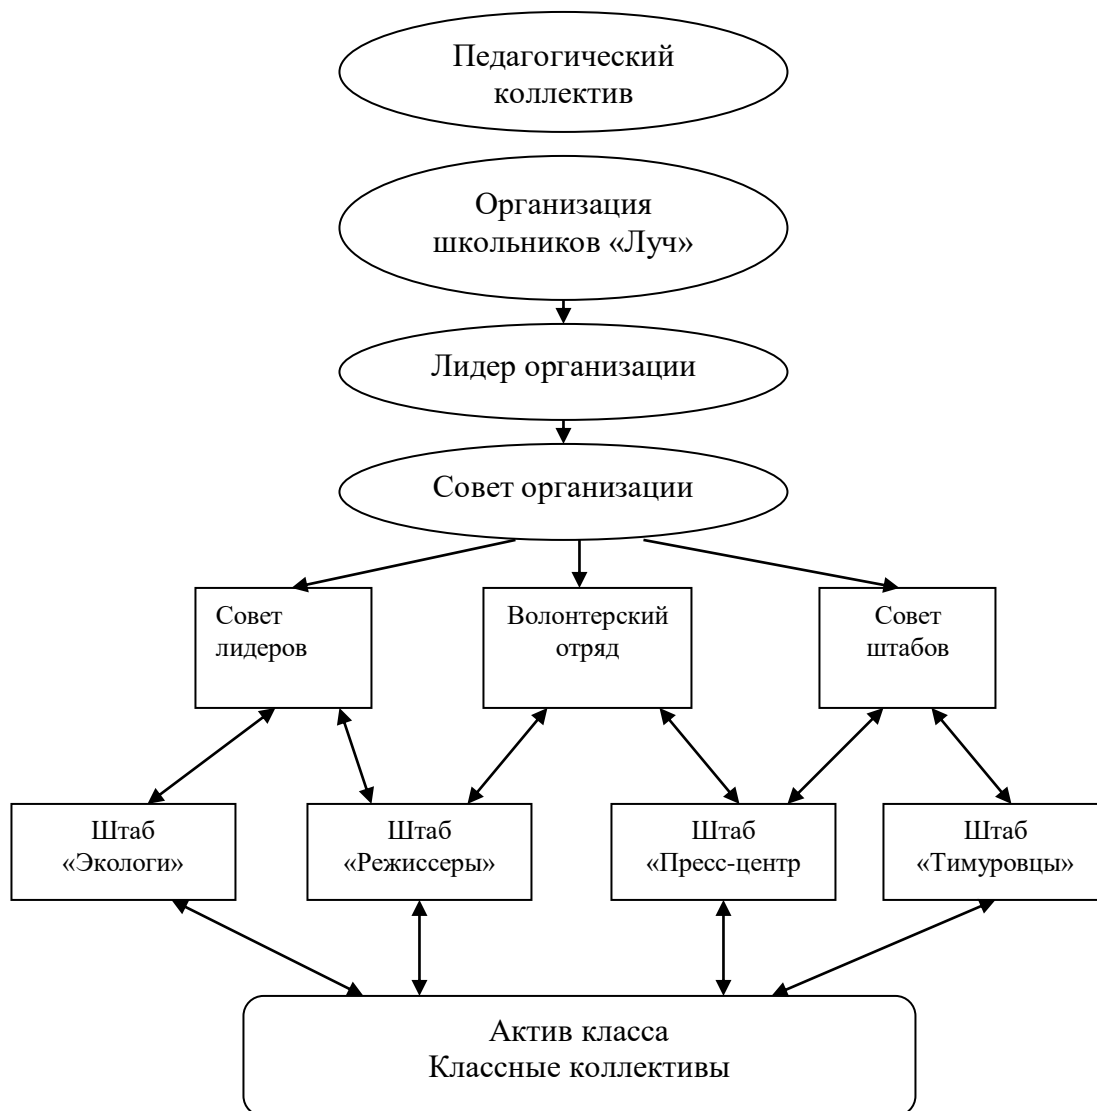 Педагогический
коллектив
Организация
школьников «Луч»
Лидер организации
Совет организации
Совет
лидеров
Волонтерский
отряд
Совет
штабов
Штаб
«Экологи»
Штаб
«Режиссеры»
Штаб
«Пресс-центр
Штаб
«Тимуровцы»
Актив класса
Классные коллективы